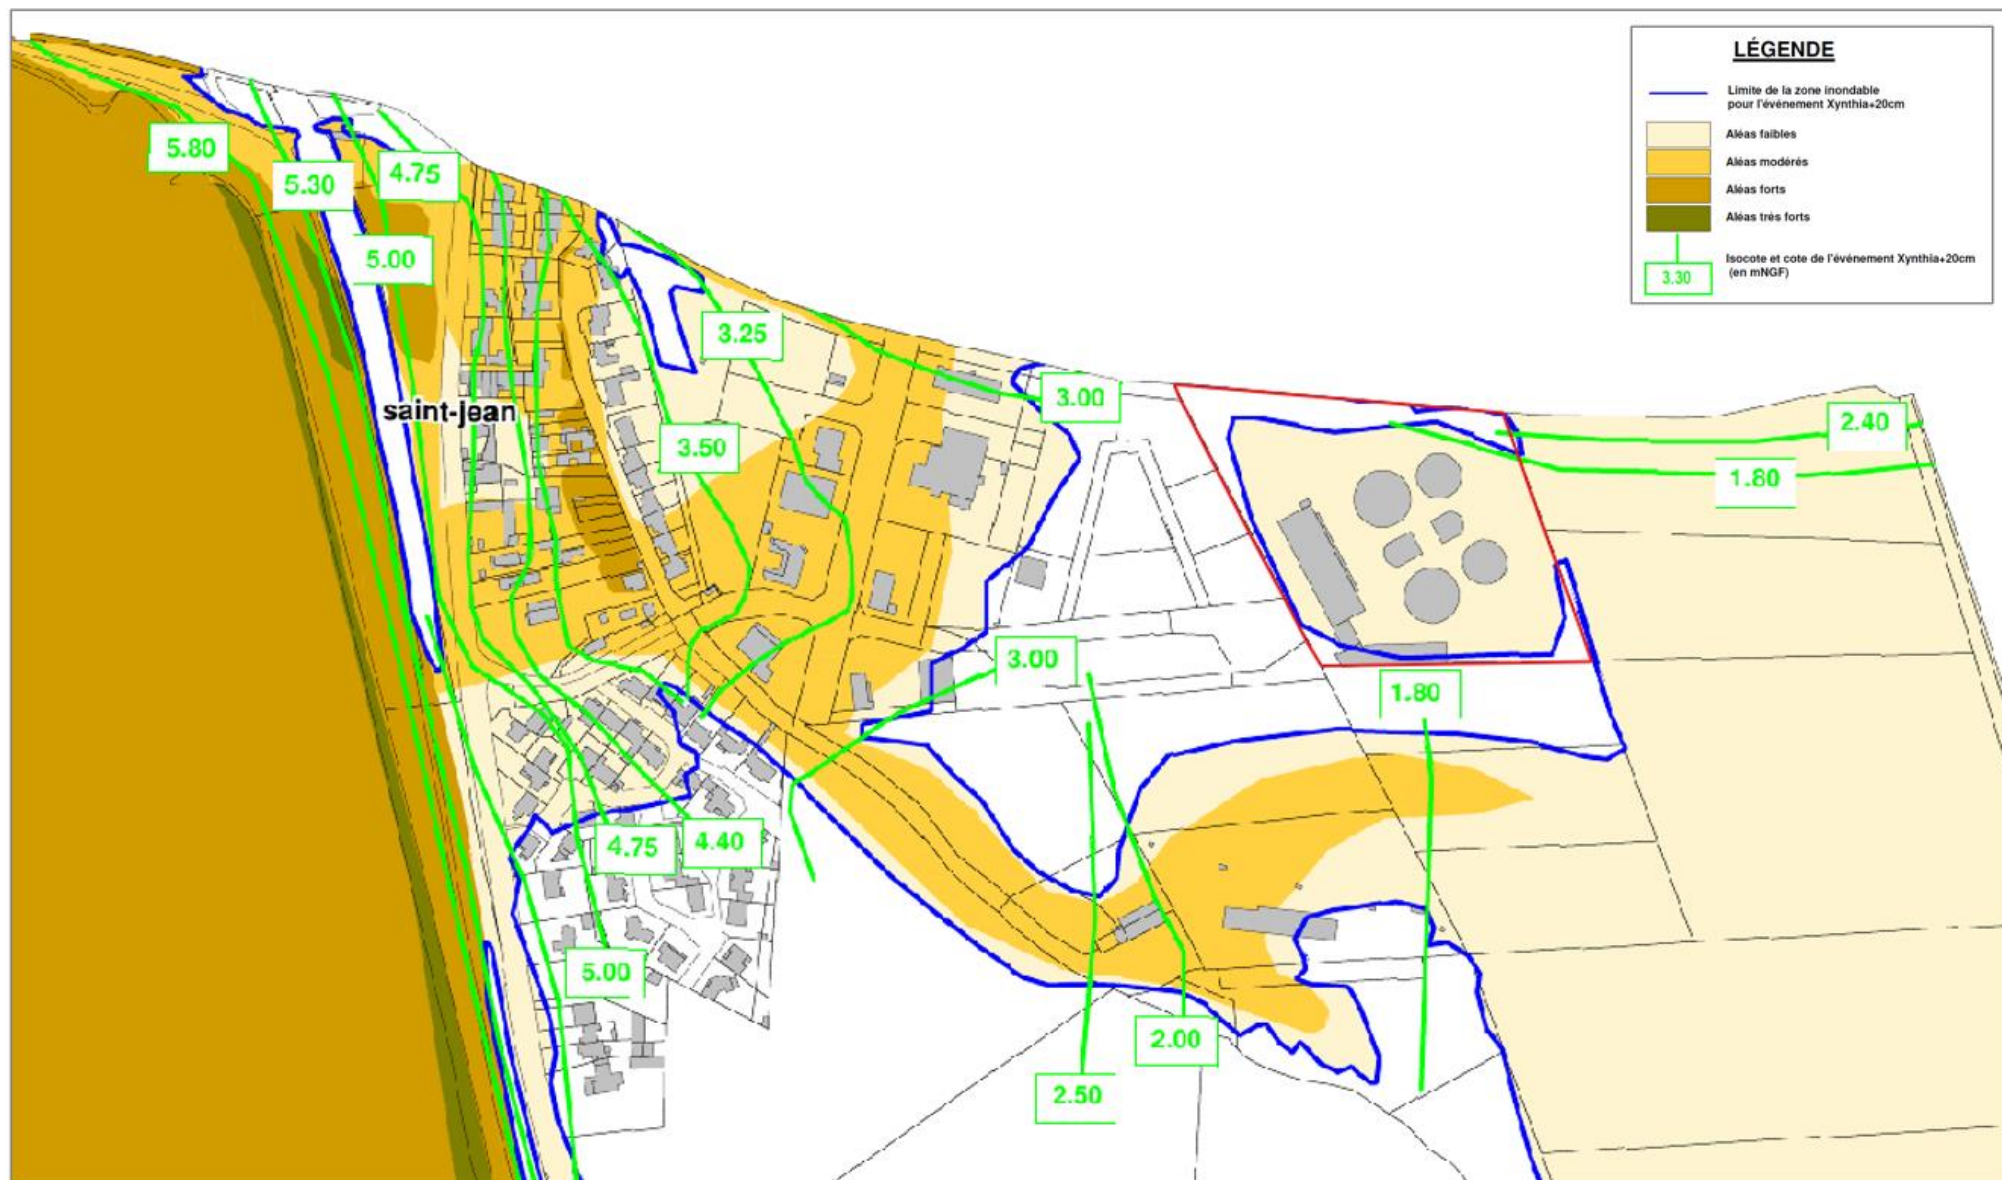 LÉGENDE
Limite de la zone inondable
pour l'événement Xynthia+20cm
Aléas faibles
Aléas modérés
Aléas forts
Aléas très forts
Isocote et cote de l'événement Xynthia+20cm
(en mNGF)
3.30
5.80
5.30
4.75
5.00
3.25
3.00
saint-jean
3.50
2.40
1.80
3.00
1.80
4.75
4.40
5.00
2.00
2.50